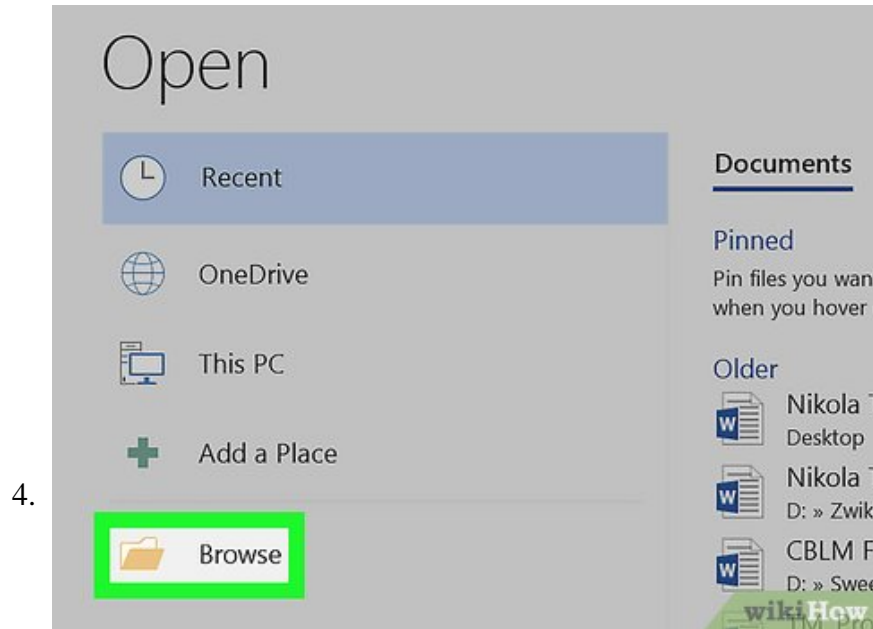 Open
Recent
OneDrive
This PC
Add a Place
4.
Browse
Documents
Pinned
Pin files you wan
when you hover
Older
Nikola
Desktop
Nikola
D: » Zwik
CBLM F
D: » Swee
wikiHow